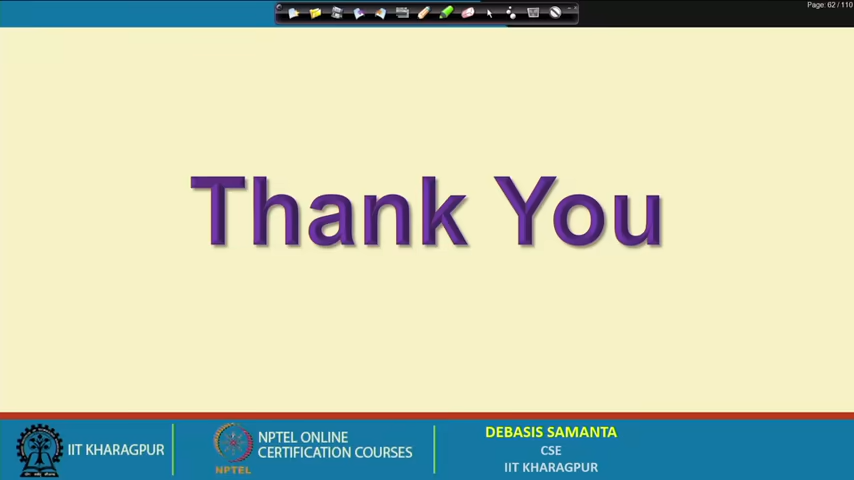 Page: 62 / 110
Thank You
IIT KHARAGPUR
NPTEL
NPTEL ONLINE
CERTIFICATION COURSES
DEBASIS SAMANTA
CSE
IIT KHARAGPUR